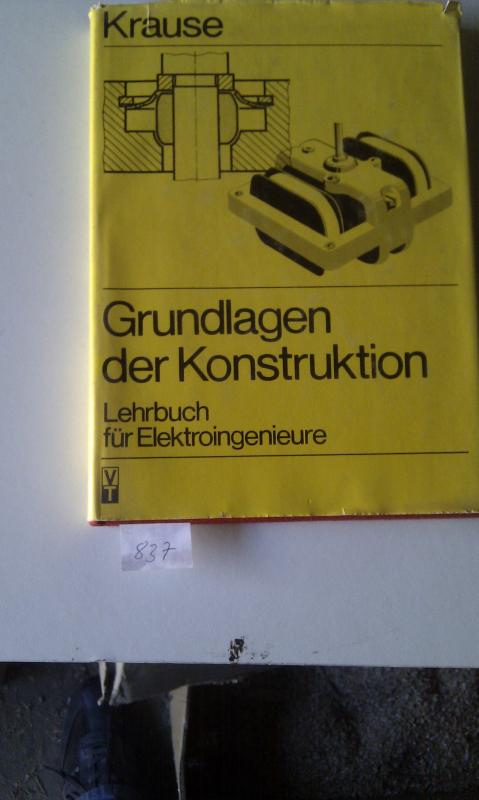 Krause
Grundlagen
der Konstruktion
Lehrbuch
für Elektroingenieure
VT
837